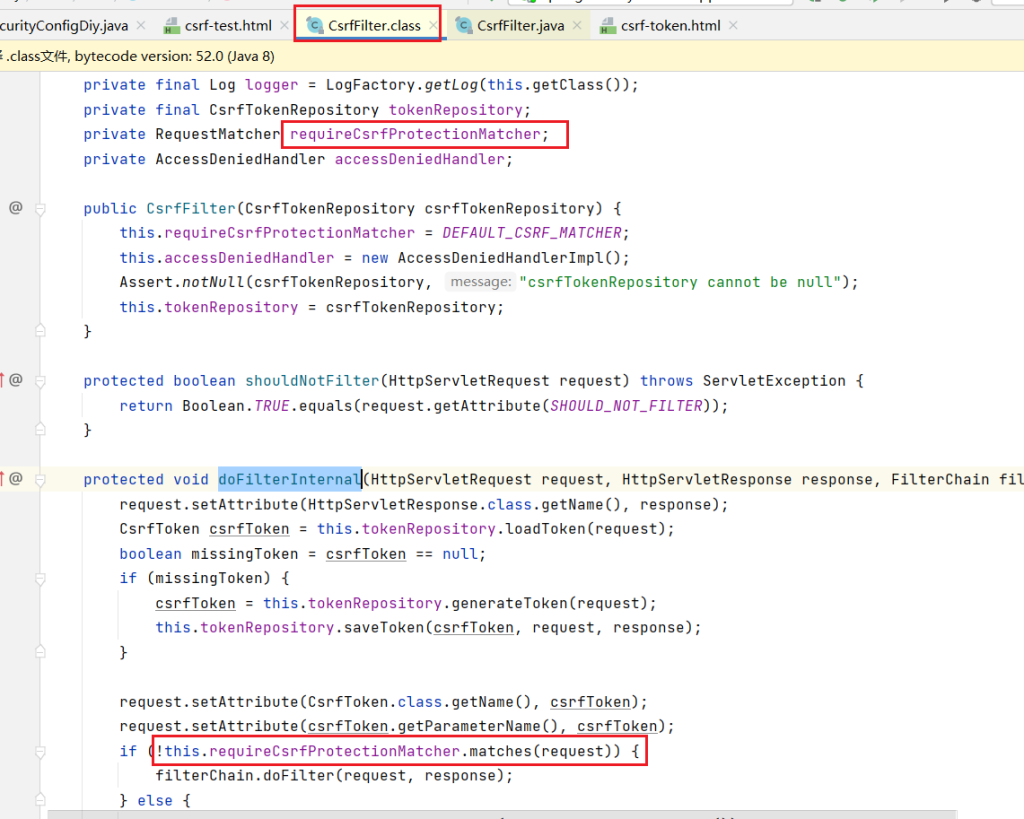 curityConfigDiy.java csrf-test.html CsrfFilter.class CsrfFilter.java csrf-token.html
.class文件, bytecode version: 52.0 (Java 8)
private final Log logger = LogFactory.getLog(this.getClass());
private final CsrfTokenRepository tokenRepository;
private RequestMatcher requireCsrfProtectionMatcher;
private AccessDeniedHandler accessDeniedHandler;
public CsrfFilter(CsrfTokenRepository csrfTokenRepository) {
this.requireCsrfProtectionMatcher = DEFAULT_CSRF_MATCHER;
this.accessDeniedHandler = new AccessDeniedHandlerImpl();
Assert.notNull(csrfTokenRepository, message: "csrfTokenRepository cannot be null");
this.tokenRepository = csrfTokenRepository;
}
protected boolean shouldNotFilter(HttpServletRequest request) throws ServletException {
return Boolean.TRUE.equals(request.getAttribute(SHOULD_NOT_FILTER));
}
protected void doFilterInternal(HttpServletRequest request, HttpServletResponse response, FilterChain fil
request.setAttribute(HttpServletResponse.class.getName(), response);
CsrfToken csrfToken = this.tokenRepository.loadToken(request);
boolean missingToken = csrfToken == null;
if (missingToken) {
csrfToken = this.tokenRepository.generateToken(request);
this.tokenRepository.saveToken(csrfToken, request, response);
}
request.setAttribute(CsrfToken.class.getName(), csrfToken);
request.setAttribute(csrfToken.getParameterName(), csrfToken);
if (!this.requireCsrfProtectionMatcher.matches(request)) {
filterChain.doFilter(request, response);
} else {